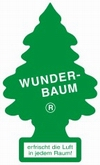 WUNDER-
BAUM
®
erfrischt die Luft
in jedem Raum!